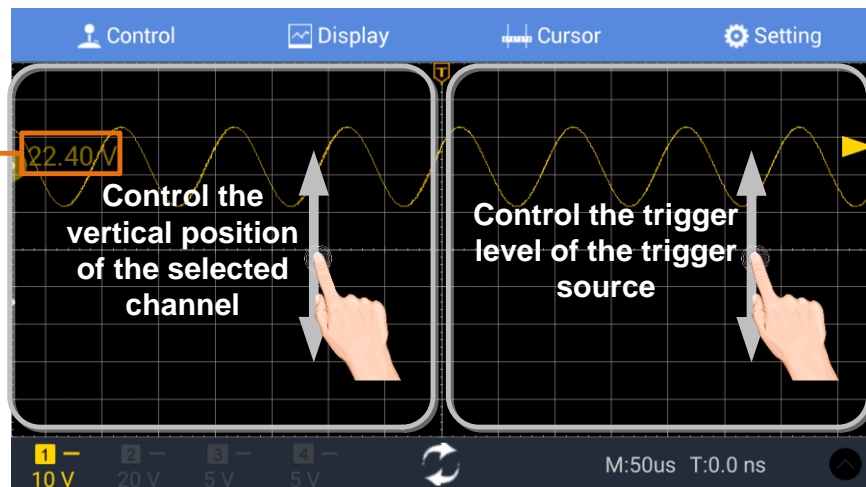 Control Display Cursor Setting
T
22.40 V
Control the
vertical position
of the selected
channel
Control the trigger
level of the trigger
source
1 2 3 4
10 V 20 V 5 V 5 V
M:50us T:0.0 ns